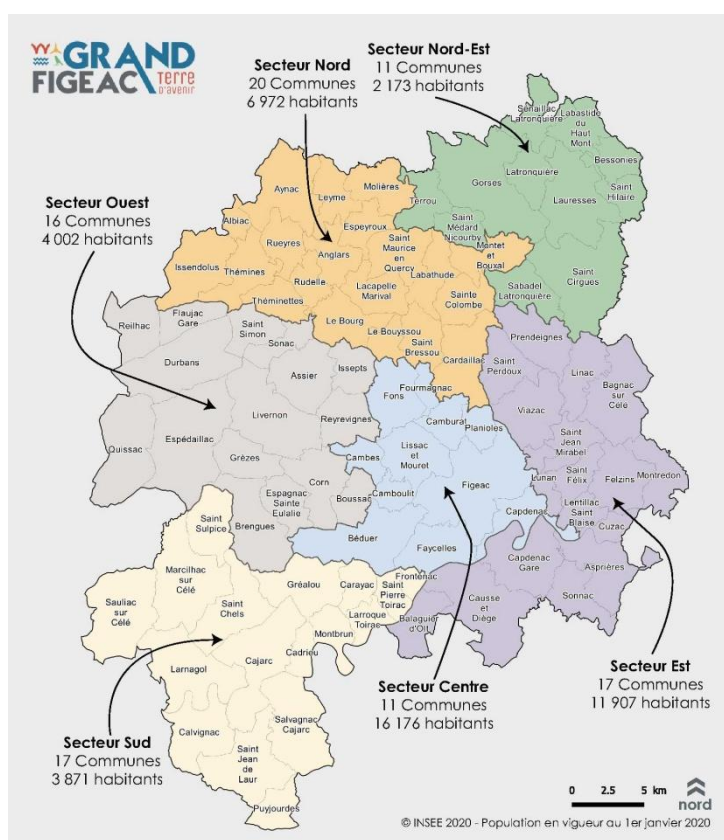 GRAND
FIGEAC
TERRE
D'AVENIR
Secteur Nord
20 Communes
6 972 habitants
Secteur Nord-Est
11 Communes
2 173 habitants
Secteur Ouest
16 Communes
4 002 habitants
Sénaillac
Latronquière
Labastide
du
Haut
Mont
Bessonies
Latronquière
Gorses
Lauresses
Saint
Hilaire
Terrou
Saint
Médard
Nicourby
Montet
et
Bouxal
Saint
Cirgues
Sabadel
Latronquière
Aynac
Leyme
Molières
Albiac
Espeyroux
Rueyres
Anglars
Saint
Maurice
en
Quercy
Issendolus
Thémines
Labathude
Rudelle
Lacapelle
Marival
Sainte
Colombe
Théminettes
Le Bourg
Le Bouyssou
Saint
Bressou
Cardaillac
Reilhac
Flaujac
Gare
Saint
Simon
Sonac
Durbans
Assier
Issepts
Livernon
Reyrevignes
Espédaillac
Quissac
Grèzes
Corn
Espagnac
Sainte
Eulalie
Boussac
Brengues
Prendeignes
Saint
Perdoux
Linac
Bagnac
sur
Célé
Viazac
Saint
Jean
Mirabel
Saint
Félix
Felzins
Montredon
Lunan
Lentillac
Saint
Blaise
Cuzac
Capdenac
Gare
Asprières
Sonnac
Causse
et
Diège
Balaguier
d'Olt
Fons
Fourmagnac
Camburat
Planioles
Lissac
et
Mouret
Cambes
Figeac
Camboulit
Capdenac
Béduer
Faycelles
Frontenac
Saint
Sulpice
Marcilhac
sur
Célé
Gréalou
Carayac
Saint
Pierre
Toirac
Sauliac
sur
Célé
Saint
Chels
Larroque
Toirac
Montbrun
Cadrieu
Cajarc
Larnagol
Calvignac
Salvagnac
Cajarc
Saint
Jean
de
Laur
Puyjourdes
Secteur Est
17 Communes
11 907 habitants
Secteur Centre
11 Communes
16 176 habitants
Secteur Sud
17 Communes
3 871 habitants
0 2.5 5 km
nord
© INSEE 2020 - Population en vigueur au 1er janvier 2020